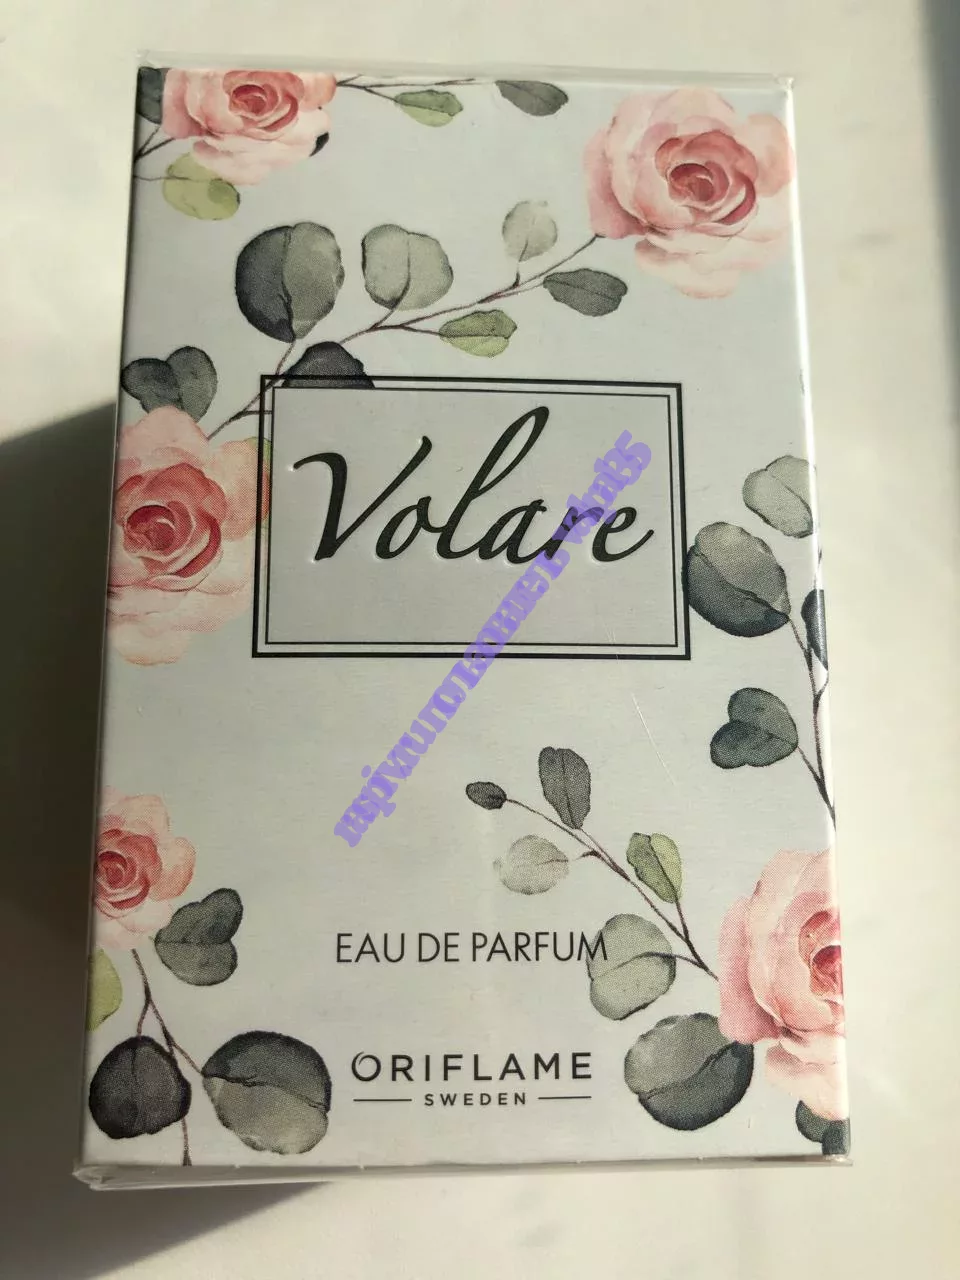 Volare
EAU DE PARFUM
ORIFLAME
SWEDEN